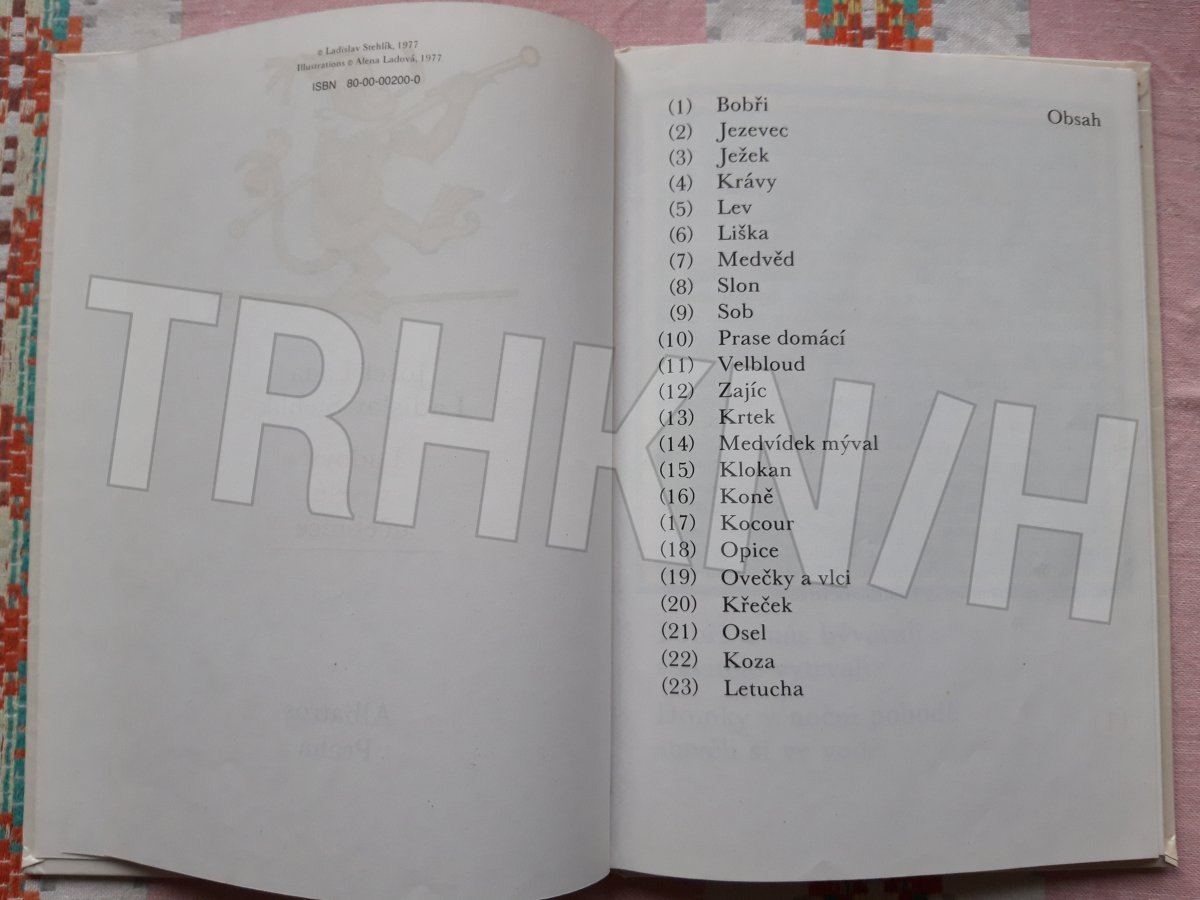 © Ladislav Stehlík, 1977
Illustrations © Alena Ladová, 1977
ISBN 80-00-00200-0
Albatros
Praha
Obsah
(1) Bobři
(2) Jezevec
(3) Ježek
(4) Krávy
(5) Lev
(6) Liška
(7) Medvěd
(8) Slon
(9) Sob
(10) Prase domácí
(11) Velbloud
(12) Zajíc
(13) Krtek
(14) Medvídek mýval
(15) Klokan
(16) Koně
(17) Kocour
(18) Opice
(19) Ovečky a vlci
(20) Křeček
(21) Osel
(22) Koza
(23) Letucha
TRHKN/H